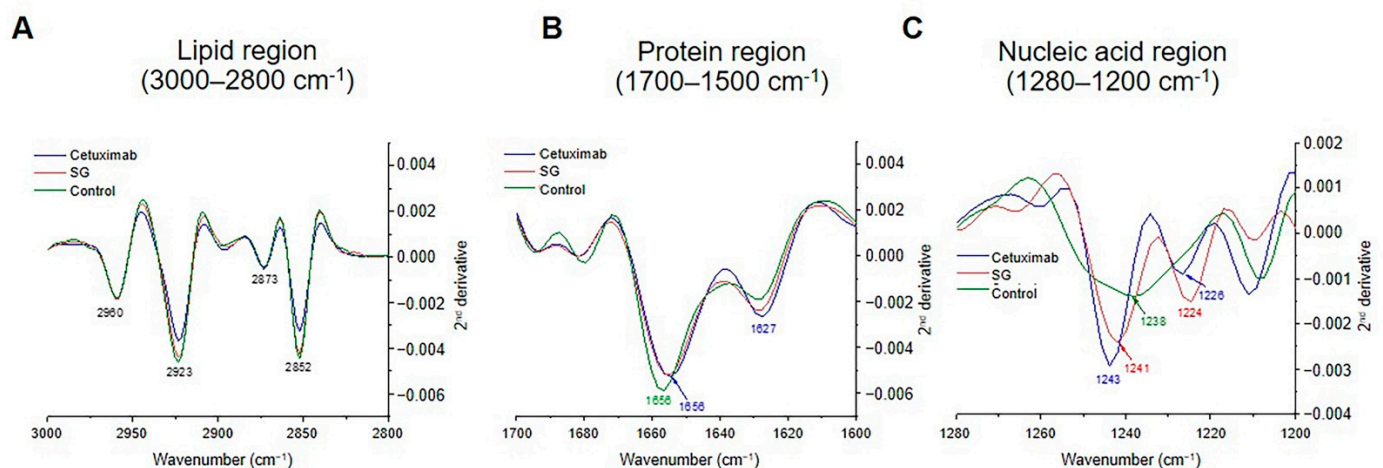 A
Lipid region
(3000–2800 cm⁻¹)
Cetuximab
SG
Control
0.004
0.002
0.000
−0.002
−0.004
−0.006
2nd derivative
2960
2923
2873
2852
3000
2950
2900
2850
2800
Wavenumber (cm⁻¹)
B
Protein region
(1700–1500 cm⁻¹)
Cetuximab
SG
Control
0.004
0.002
0.000
−0.002
−0.004
−0.006
2nd derivative
1656
1656
1627
1700
1680
1660
1640
1620
1600
Wavenumber (cm⁻¹)
C
Nucleic acid region
(1280–1200 cm⁻¹)
Cetuximab
SG
Control
0.002
0.001
0.000
−0.001
−0.002
−0.003
−0.004
2nd derivative
1226
1238
1224
1243
1241
1280
1260
1240
1220
1200
Wavenumber (cm⁻¹)